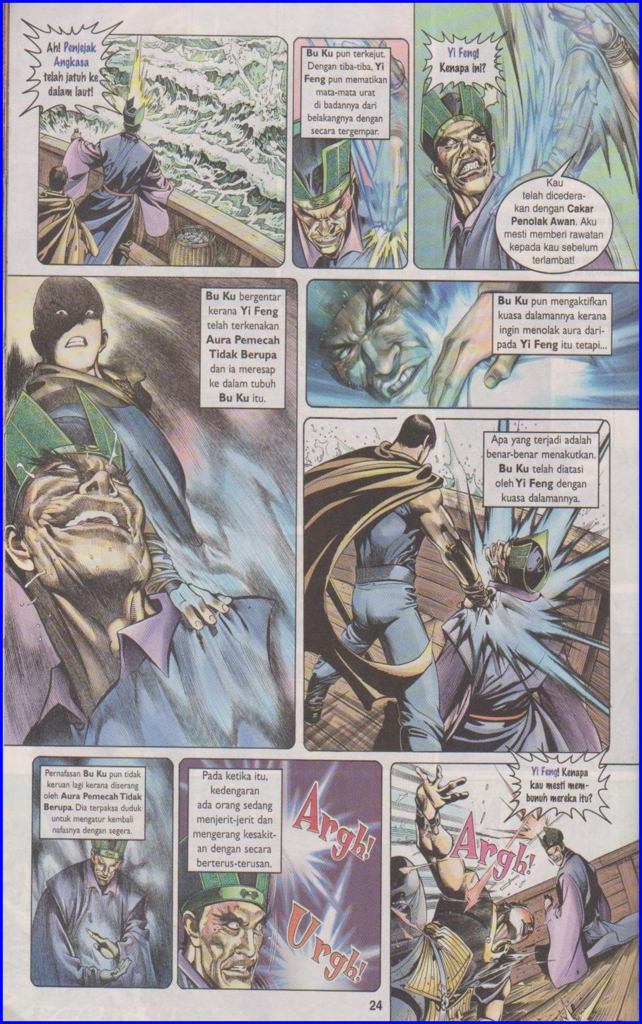 Ah! Penjejak
Angkasa
telah jatuh ke
dalam laut!
Bu Ku pun terkejut.
Dengan tiba-tiba, Yi
Feng pun mematikan
mata-mata urat
di badannya dari
belakangnya dengan
secara tergempar.
Yi Feng!
Kenapa ini?
Kau
telah dicedera-
kan dengan Cakar
Penolak Awan. Aku
mesti memberi rawatan
kepada kau sebelum
terlambat!
Bu Ku bergentar
kerana Yi Feng
telah terkenakan
Aura Pemecah
Tidak Berupa
dan ia meresap
ke dalam tubuh
Bu Ku itu.
Bu Ku pun mengaktifkan
kuasa dalamannya kerana
ingin menolak aura dari-
pada Yi Feng itu tetapi...
Apa yang terjadi adalah
benar-benar menakutkan.
Bu Ku telah diatasi
oleh Yi Feng dengan
kuasa dalamannya.
Pernafasan Bu Ku pun tidak
keruan lagi kerana diserang
oleh Aura Pemecah Tidak
Berupa. Dia terpaksa duduk
untuk mengatur kembali
nafasnya dengan segera.
Pada ketika itu,
kedengaran
ada orang sedang
menjerit-jerit dan
mengerang kesakit-
an dengan secara
berterus-terusan.
Argh!
Urgh!
Yi Feng! Kenapa
kau mesti mem-
bunuh mereka itu?
Argh!
24